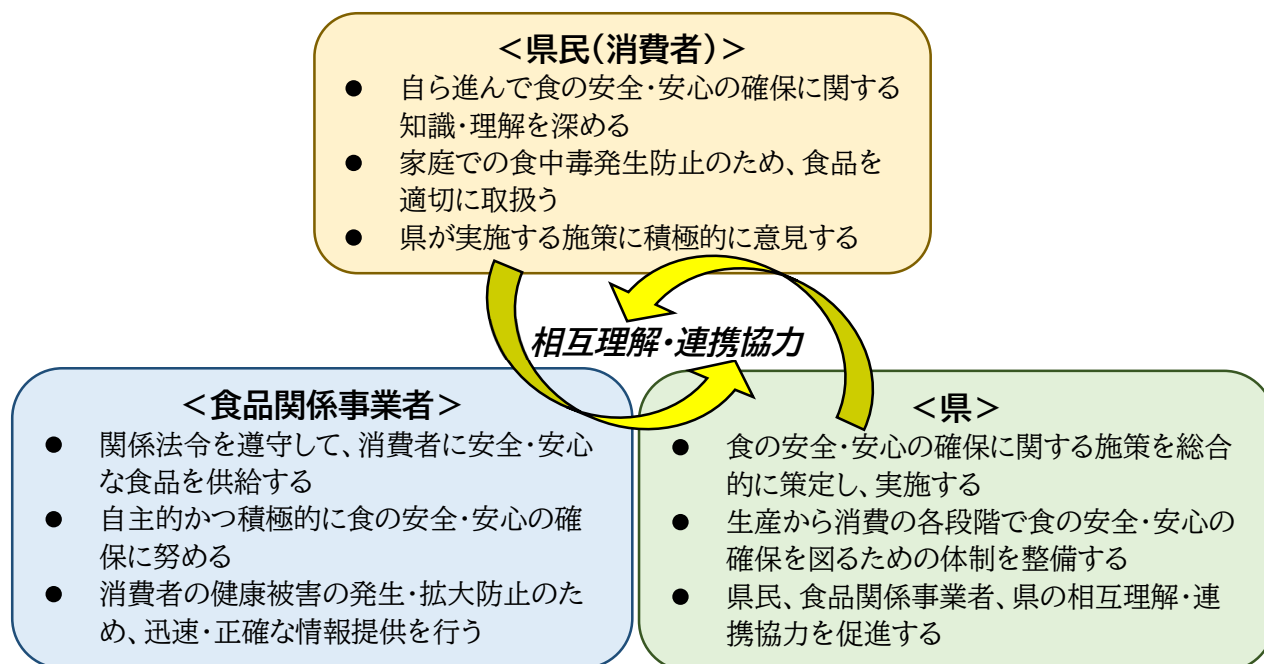 ＜県民（消費者）＞
● 自ら進んで食の安全・安心の確保に関する
知識・理解を深める
● 家庭での食中毒発生防止のため、食品を
適切に取扱う
● 県が実施する施策に積極的に意見する
相互理解・連携協力
＜食品関係事業者＞
● 関係法令を遵守して、消費者に安全・安心
な食品を供給する
● 自主的かつ積極的に食の安全・安心の確
保に努める
● 消費者の健康被害の発生・拡大防止のた
め、迅速・正確な情報提供を行う
＜県＞
● 食の安全・安心の確保に関する施策を総合
的に策定し、実施する
● 生産から消費の各段階で食の安全・安心の
確保を図るための体制を整備する
● 県民、食品関係事業者、県の相互理解・連
携協力を促進する